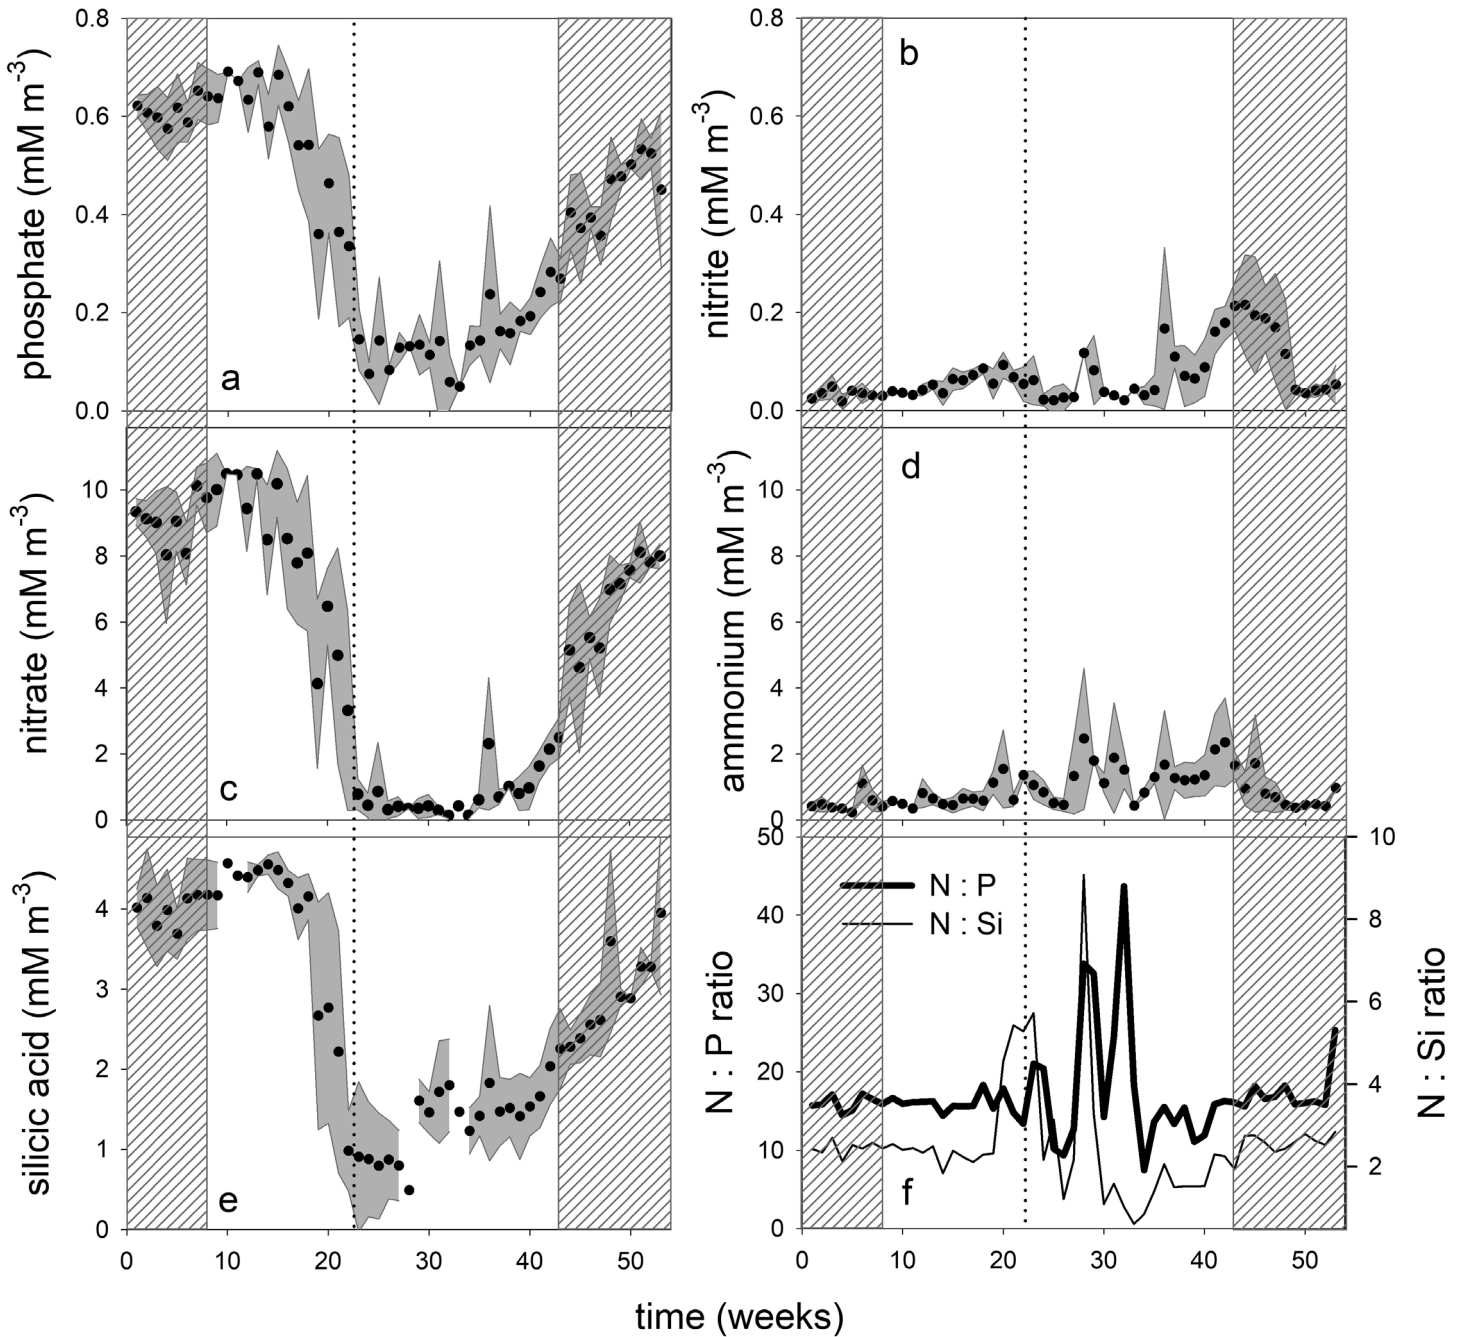 phosphate (mM m-3)
0.8
0.6
0.4
0.2
0.0
a
nitrite (mM m-3)
0.8
0.6
0.4
0.2
0.0
b
nitrate (mM m-3)
10
8
6
4
2
0
c
ammonium (mM m-3)
10
8
6
4
2
0
d
silicic acid (mM m-3)
4
3
2
1
0
e
0 10 20 30 40 50
N : P ratio
50
40
30
20
10
0
N : P
N : Si
f
10
8
6
4
2
N : Si ratio
0 10 20 30 40 50
time (weeks)